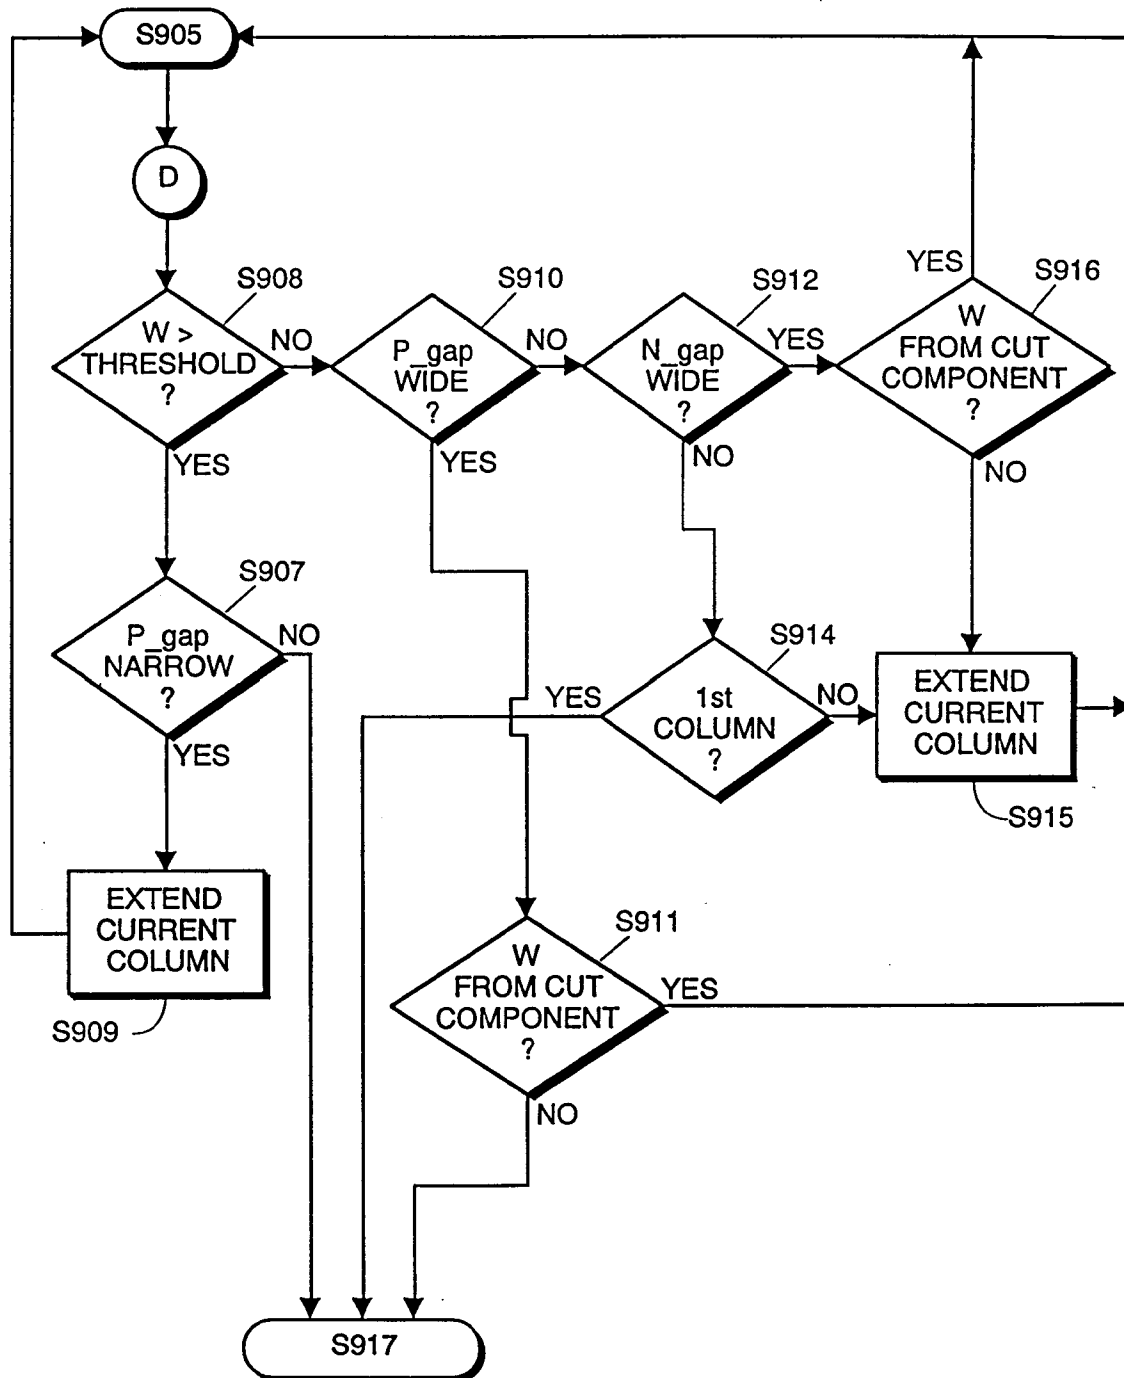 S905
D
S908
W >
THRESHOLD
?
NO
YES
S910
P_gap
WIDE
?
NO
YES
S912
N_gap
WIDE
?
YES
NO
S916
YES
W
FROM CUT
COMPONENT
?
NO
S907
P_gap
NARROW
?
NO
YES
S914
YES
1st
COLUMN
?
NO
EXTEND
CURRENT
COLUMN
S915
EXTEND
CURRENT
COLUMN
S909
S911
W
FROM CUT
COMPONENT
?
YES
NO
S917